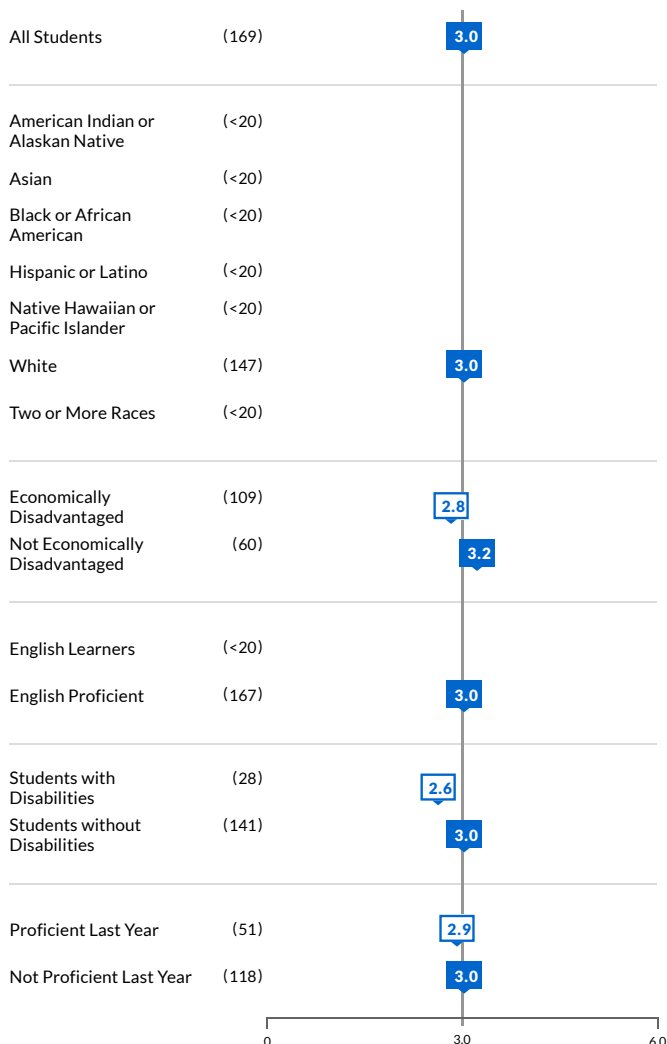 All Students (169) 3.0
American Indian or (<20)
Alaskan Native
Asian (<20)
Black or African (<20)
American
Hispanic or Latino (<20)
Native Hawaiian or (<20)
Pacific Islander
White (147) 3.0
Two or More Races (<20)
Economically (109) 2.8
Disadvantaged
Not Economically (60) 3.2
Disadvantaged
English Learners (<20)
English Proficient (167) 3.0
Students with (28) 2.6
Disabilities
Students without (141) 3.0
Disabilities
Proficient Last Year (51) 2.9
Not Proficient Last Year (118) 3.0
0 3.0 6.0